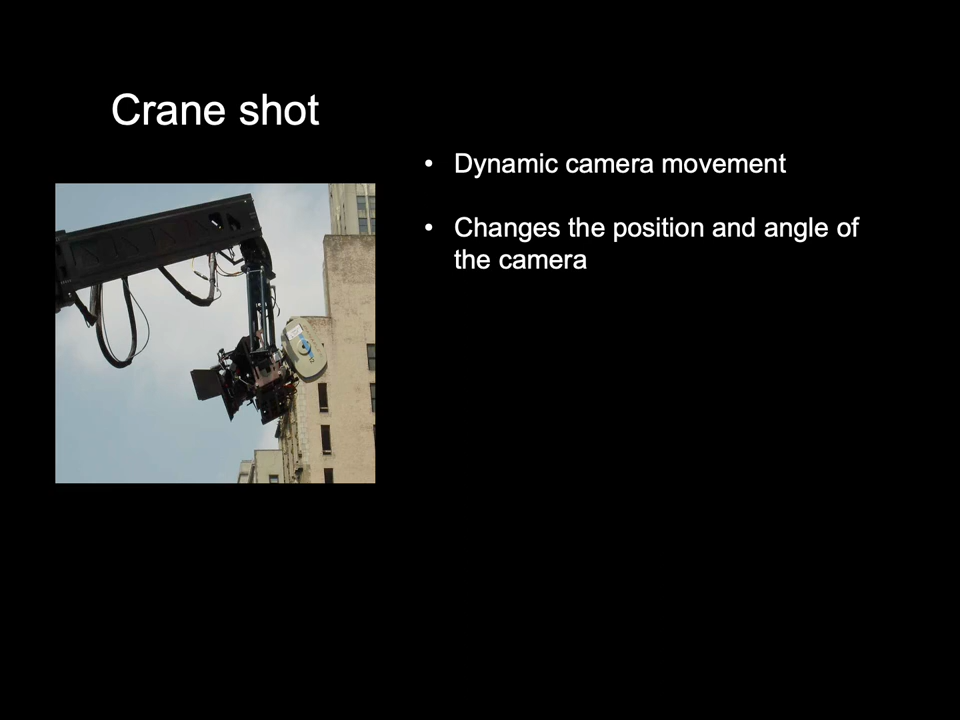 Crane shot
• Dynamic camera movement
• Changes the position and angle of
the camera